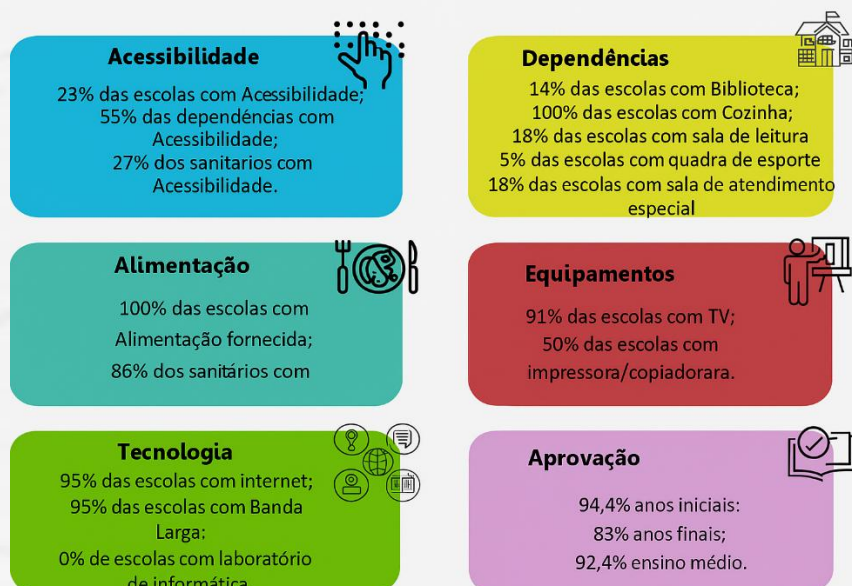 Acessibilidade
23% das escolas com Acessibilidade;
55% das dependéncias com
Acessibilidade;
27% dos sanitarios com
Acessibilidade.
Dependências
14% das escolas com Biblioteca;
100% das escolas com Cozinha;
18% das escolas com sala de leitura
5% das escolas com quadra de esporte
18% das escolas com sala de atendimento
especial
Alimentação
100% das escolas com
Alimentação fornecida;
86% dos sanitários com
Equipamentos
91% das escolas com TV;
50% das escolas com
impressora/copiadorara.
Tecnologia
95% das escolas com internet;
95% das escolas com Banda
Larga:
0% de escolas com laboratório
de informática
Aprovação
94,4% anos iniciais:
83% anos finais;
92,4% ensino médio.